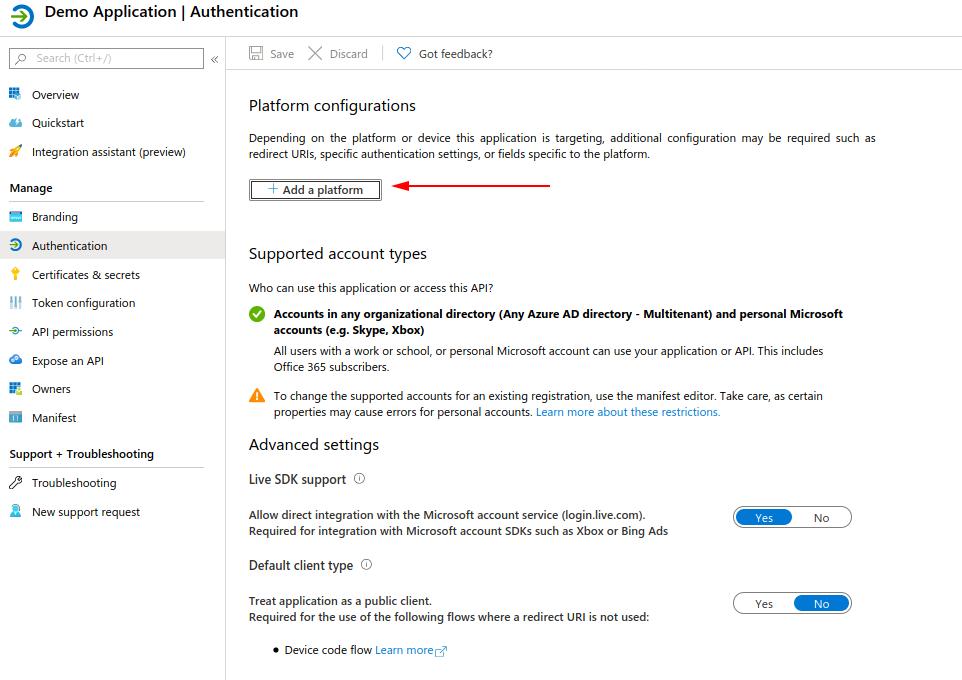 Demo Application | Authentication
Search (Ctrl+/)
«
Save
Discard
Got feedback?
Overview
Quickstart
Integration assistant (preview)
Manage
Branding
Authentication
Certificates & secrets
Token configuration
API permissions
Expose an API
Owners
Manifest
Support + Troubleshooting
Troubleshooting
New support request
Platform configurations
Depending on the platform or device this application is targeting, additional configuration may be required such as
redirect URIs, specific authentication settings, or fields specific to the platform.
+ Add a platform
Supported account types
Who can use this application or access this API?
Accounts in any organizational directory (Any Azure AD directory - Multitenant) and personal Microsoft
accounts (e.g. Skype, Xbox)
All users with a work or school, or personal Microsoft account can use your application or API. This includes
Office 365 subscribers.
To change the supported accounts for an existing registration, use the manifest editor. Take care, as certain
properties may cause errors for personal accounts. Learn more about these restrictions.
Advanced settings
Live SDK support
Allow direct integration with the Microsoft account service (login.live.com).
Required for integration with Microsoft account SDKs such as Xbox or Bing Ads
Yes No
Default client type
Treat application as a public client.
Required for the use of the following flows where a redirect URI is not used:
Yes No
• Device code flow Learn more